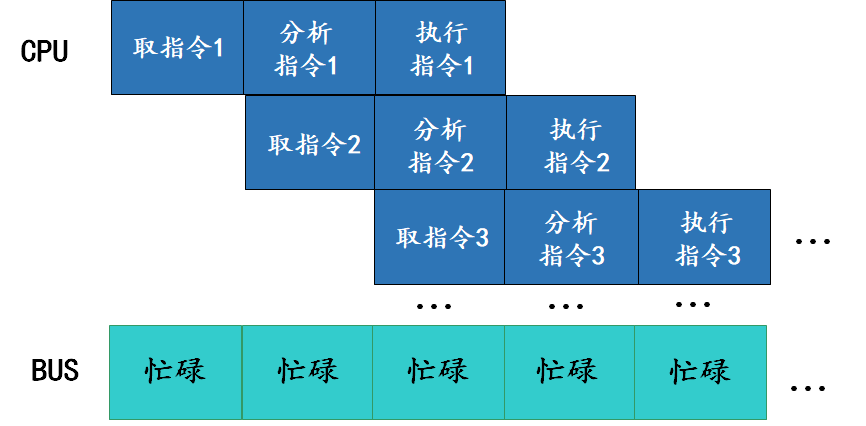 CPU
取指令1
分析
指令1
执行
指令1
取指令2
分析
指令2
执行
指令2
取指令3
分析
指令3
执行
指令3
...
... ... ...
BUS
忙碌 忙碌 忙碌 忙碌 忙碌 ...